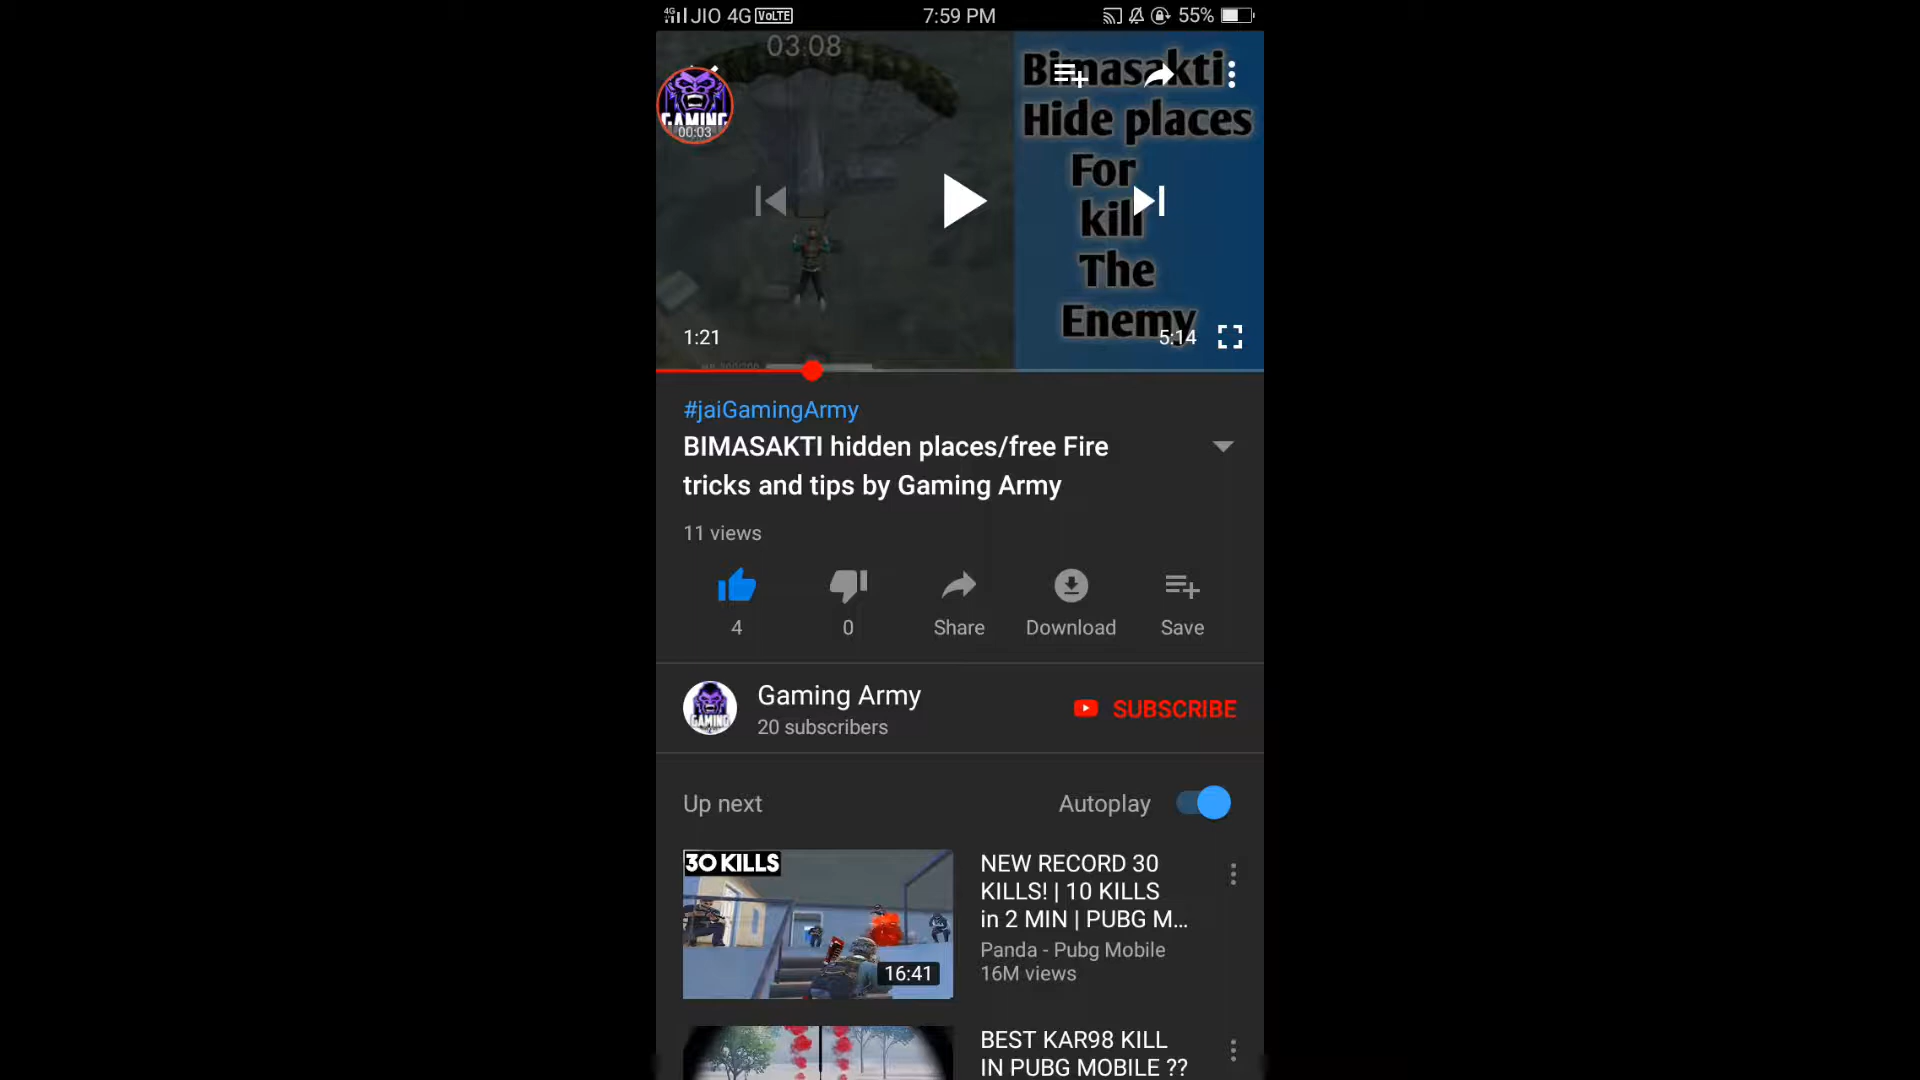 4G JIO 4G VoLTE 7:59 PM 55%
03:08
GAMING
00:03
Bimasakti
Hide places
For
kill
The
Enemy
1:21 5:14
#jaiGamingArmy
BIMASAKTI hidden places/free Fire
tricks and tips by Gaming Army
11 views
4 0 Share Download Save
GAMING
Gaming Army
20 subscribers
SUBSCRIBE
Up next Autoplay
30 KILLS
16:41
NEW RECORD 30
KILLS! | 10 KILLS
in 2 MIN | PUBG M...
Panda - Pubg Mobile
16M views
BEST KAR98 KILL
IN PUBG MOBILE ??